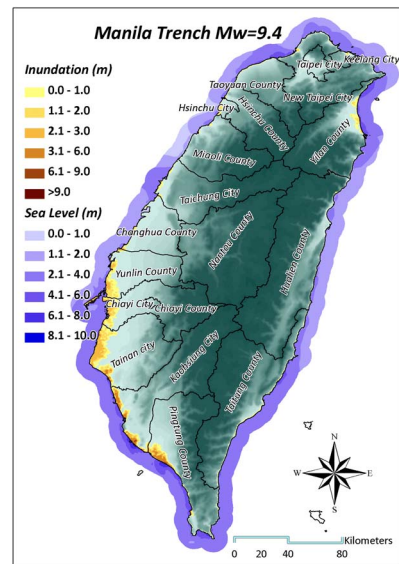 Manila Trench Mw=9.4
Inundation (m)
0.0 - 1.0
1.1 - 2.0
2.1 - 3.0
3.1 - 6.0
6.1 - 9.0
>9.0
Sea Level (m)
0.0 - 1.0
1.1 - 2.0
2.1 - 4.0
4.1 - 6.0
6.1 - 8.0
8.1 - 10.0
Keelung City
Taipei City
Taoyuan County
New Taipei City
Hsinchu City
Hsinchu County
Yilan County
Miaoli County
Taichung City
Changhua County
Nantou County
Hualien County
Yunlin County
Chiayi City
Chiayi County
Tainan city
Kaohsiung City
Taitung County
Pingtung County
N
W
E
S
Kilometers
0 20 40 80